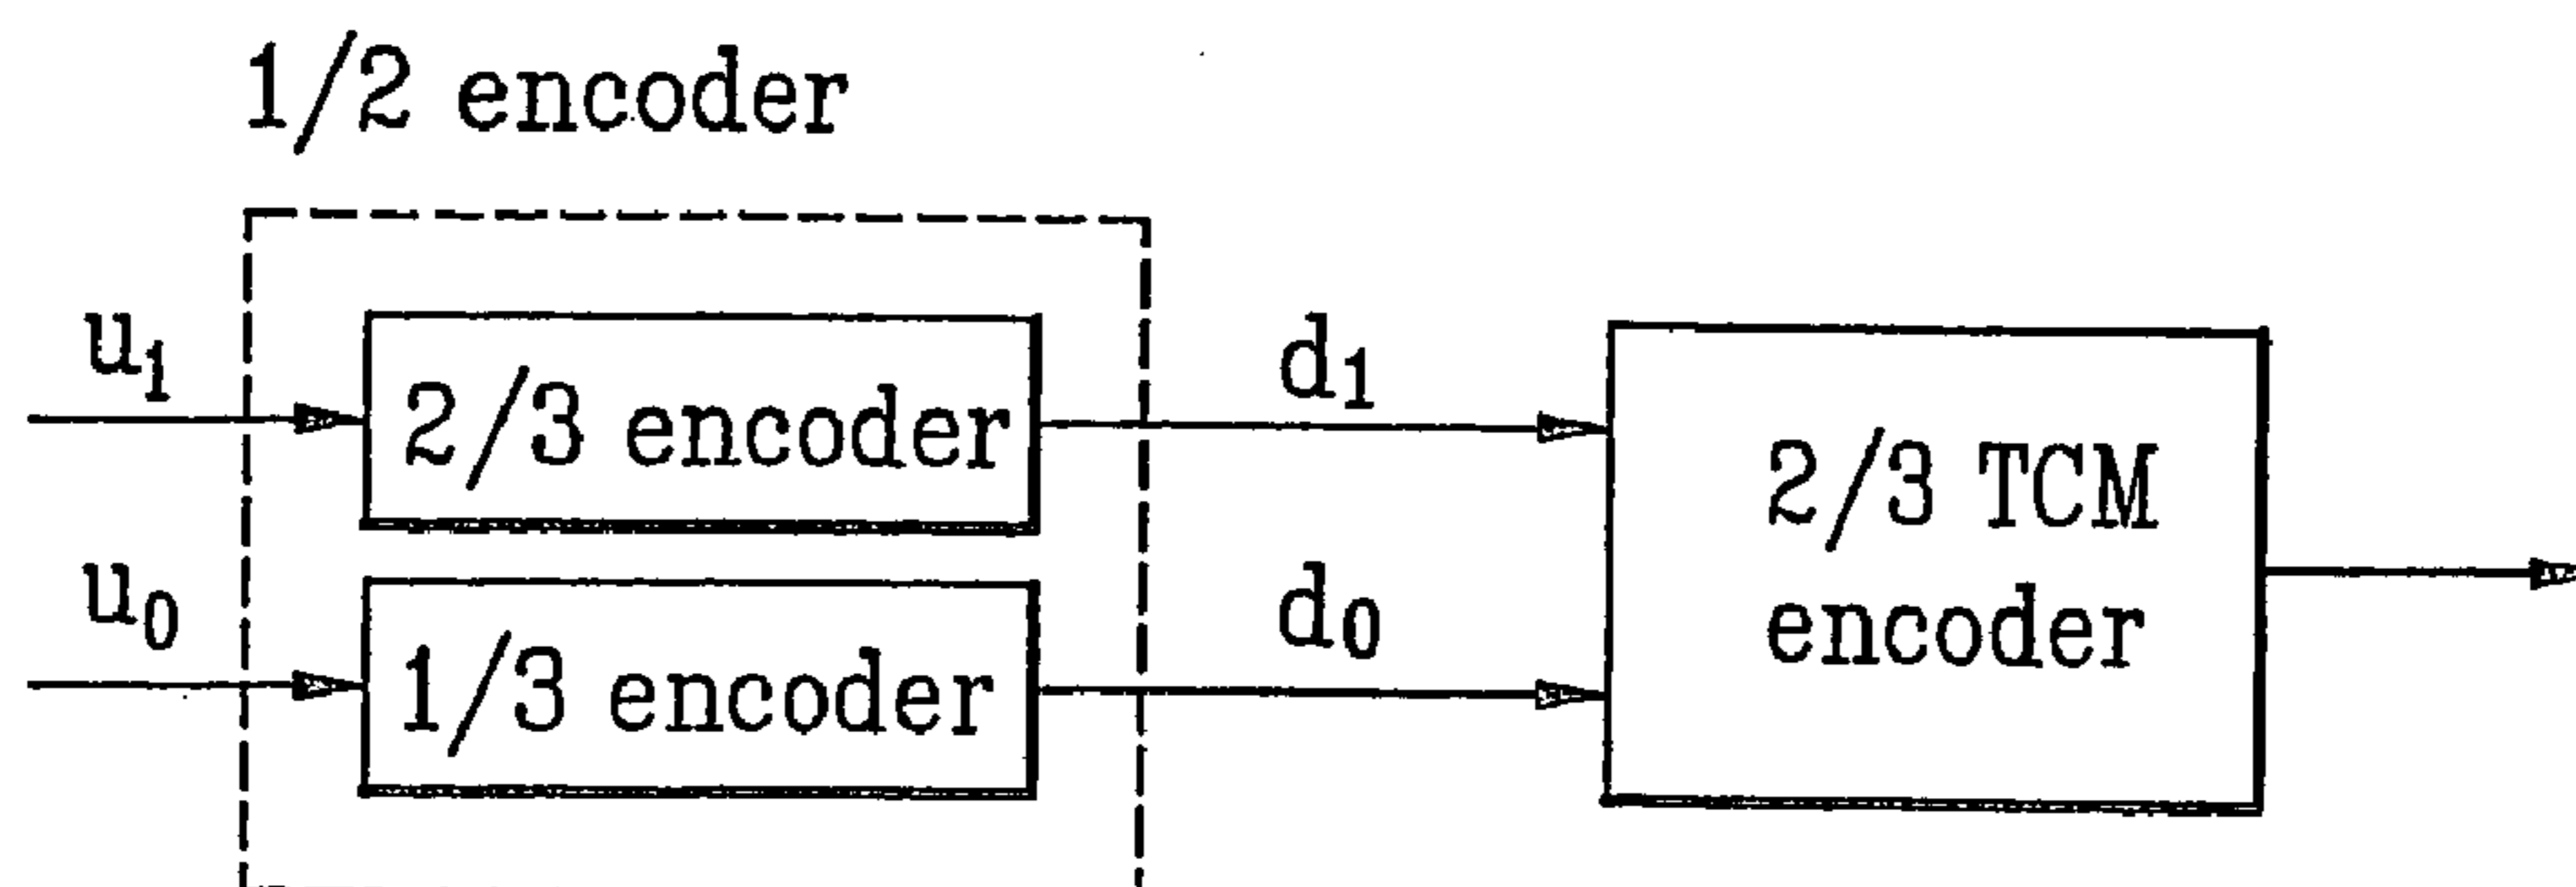 1/2 encoder
u1
2/3 encoder
d1
u0
1/3 encoder
d0
2/3 TCM
encoder